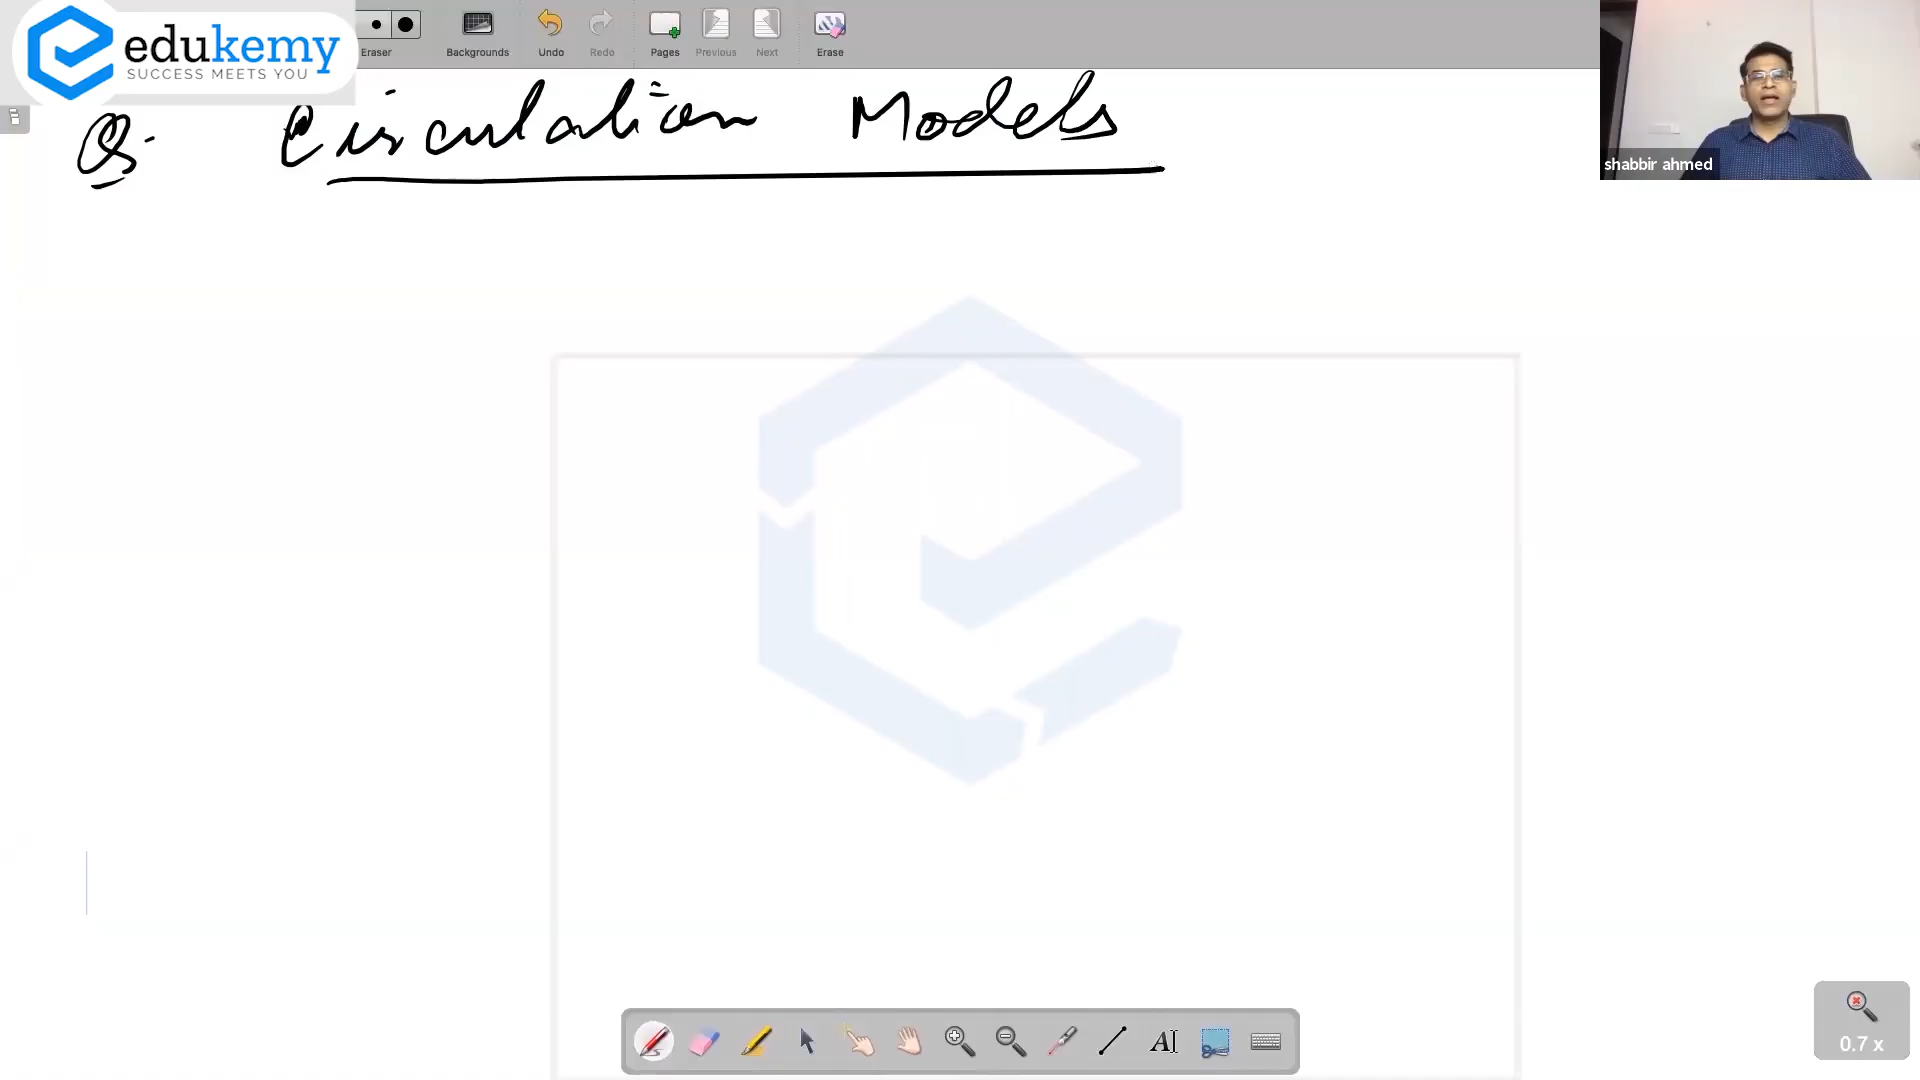 edukemy
SUCCESS MEETS YOU
Eraser
Backgrounds
Undo
Redo
Pages
Previous
Next
Erase
Q. Circulation Models
shabbir ahmed
A
0.7 x